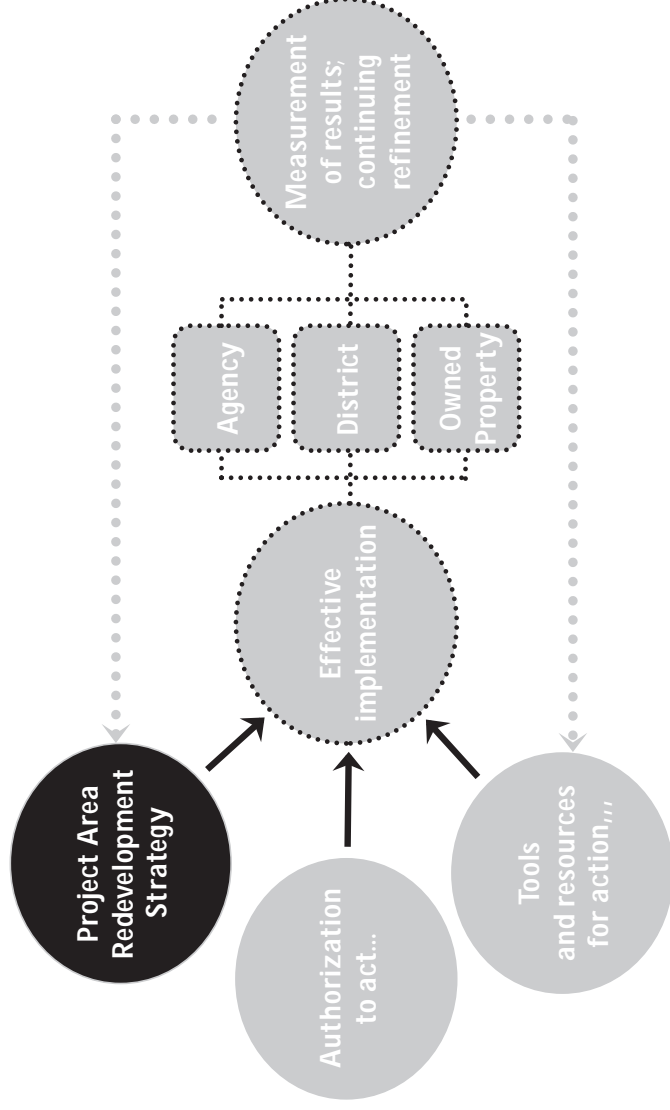 Project Area
Redevelopment
Strategy
Authorization
to act...
Tools
and resources
for action,,,
Effective
implementation
Agency
District
Owned
Property
Measurement
of results;
continuing
refinement